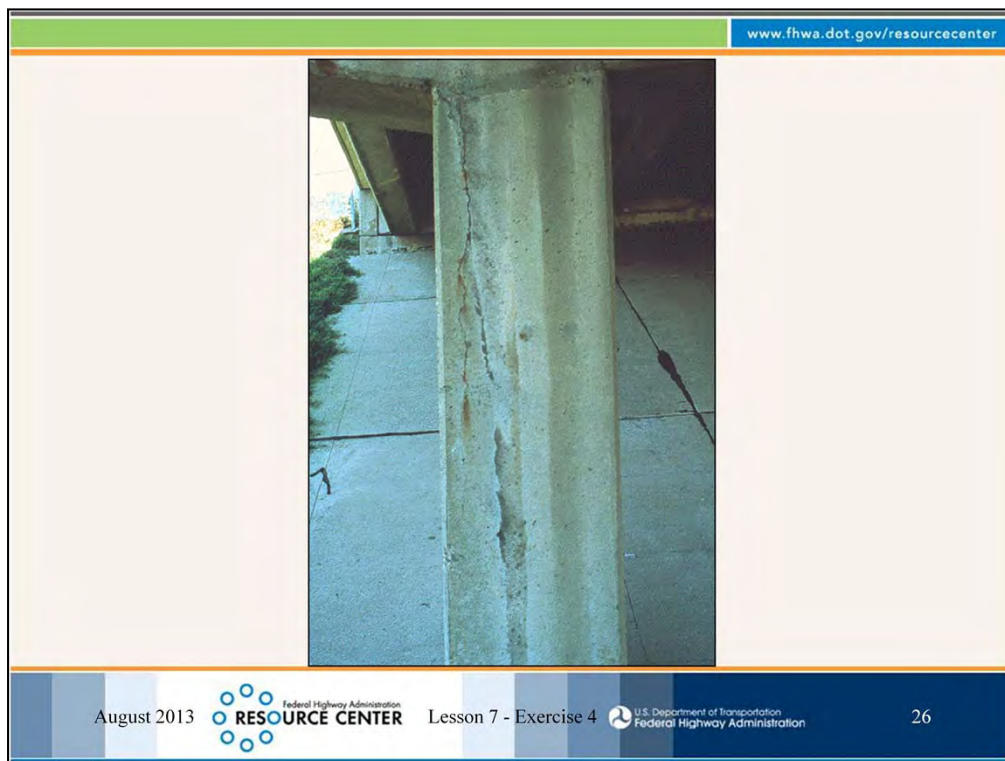 www.fhwa.dot.gov/resourcecenter
August 2013
Federal Highway Administration
RESOURCE CENTER
Lesson 7 - Exercise 4
U.S. Department of Transportation
Federal Highway Administration
26